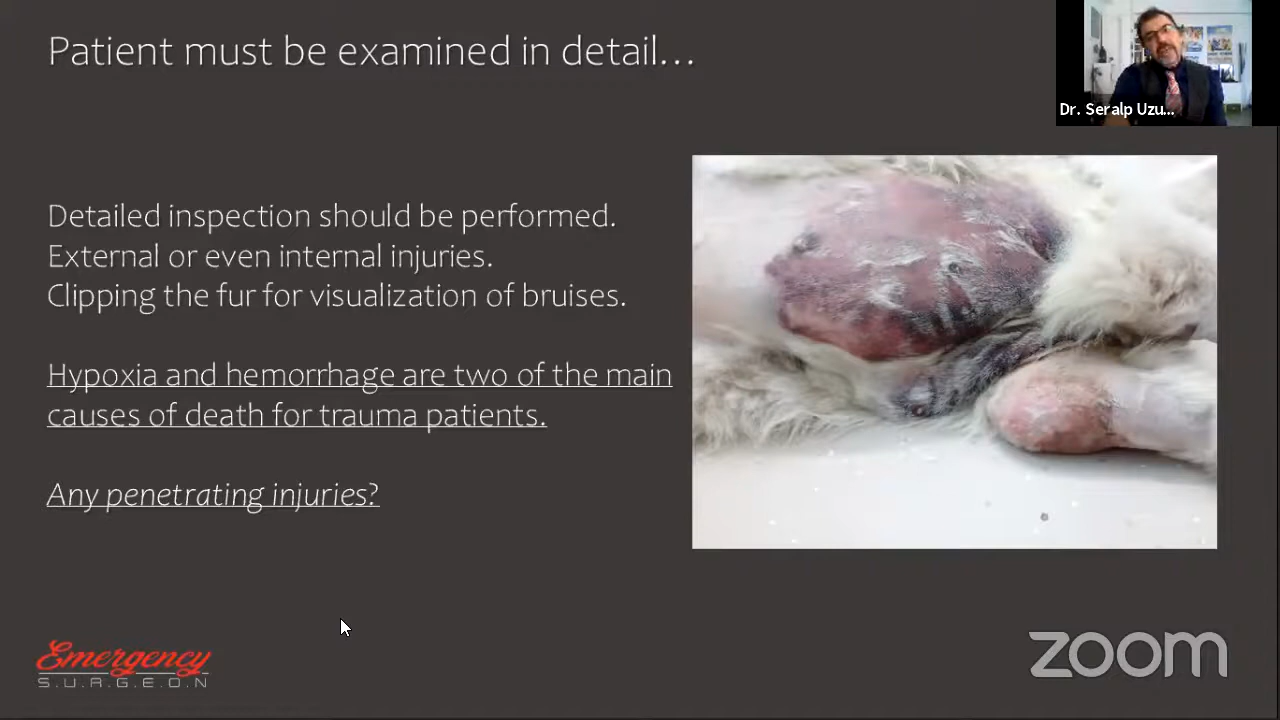 Patient must be examined in detail…
Dr. Seralp Uzu...
Detailed inspection should be performed.
External or even internal injuries.
Clipping the fur for visualization of bruises.
Hypoxia and hemorrhage are two of the main
causes of death for trauma patients.
Any penetrating injuries?
Emergency
S.U.R.G.E.O.N
zoom